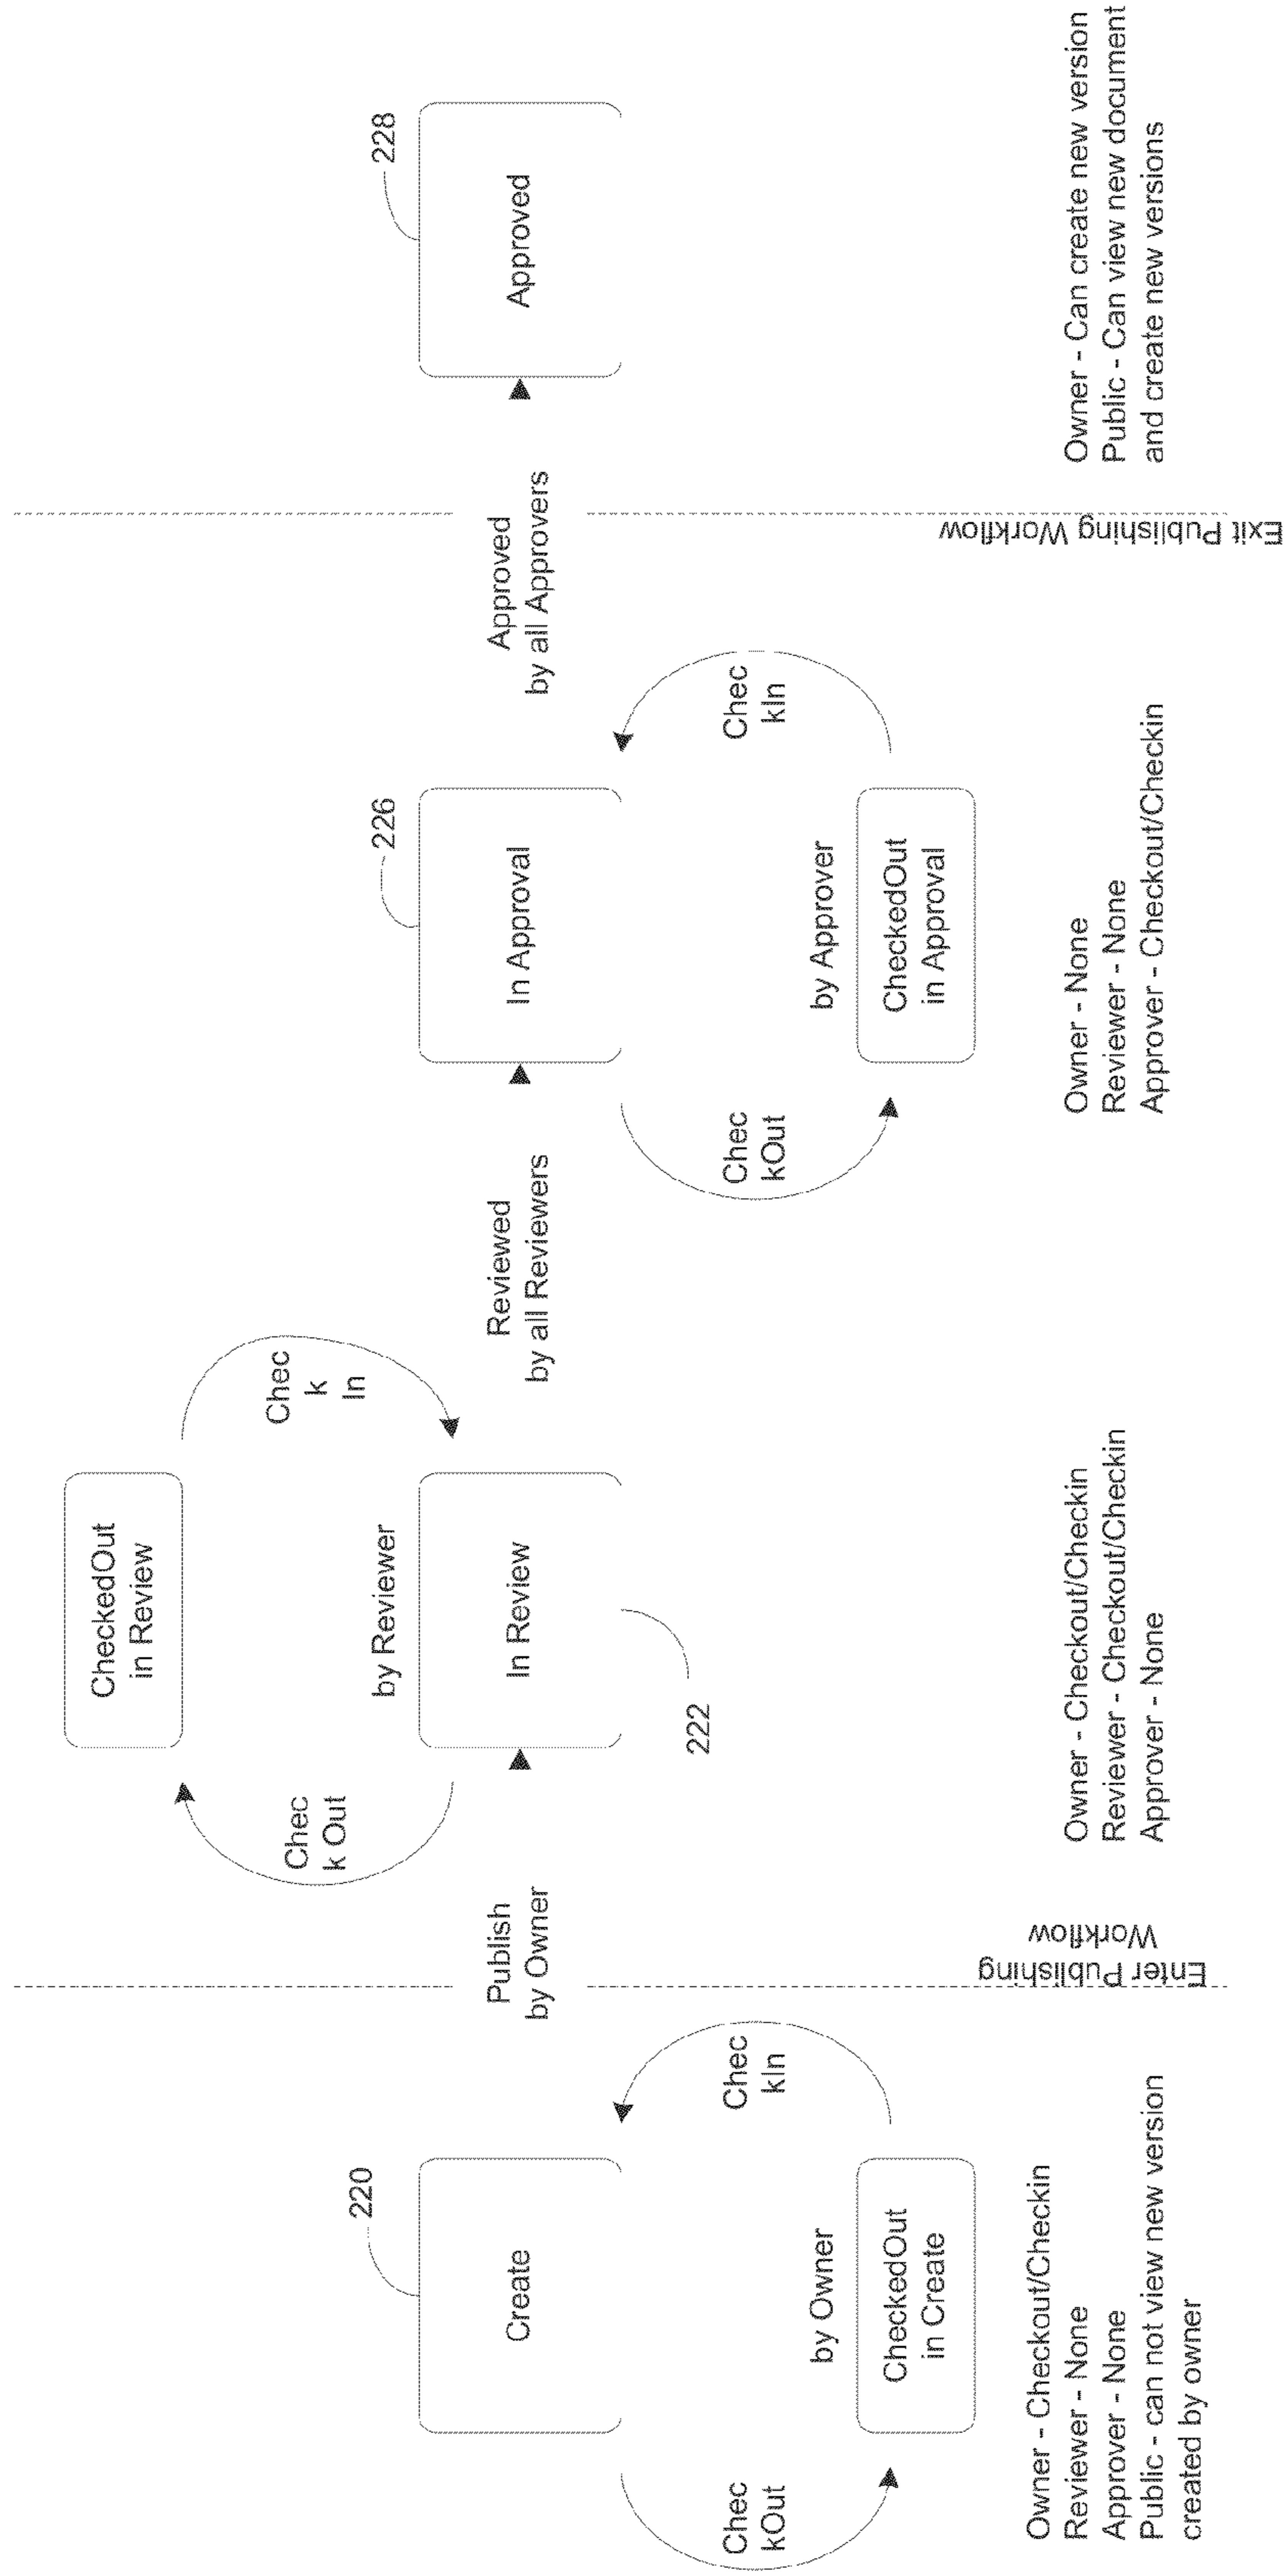 220
Create
Chec
kOut
Chec
kIn
by Owner
CheckedOut
in Create
Owner - Checkout/Checkin
Reviewer - None
Approver - None
Public - can not view new version
created by owner
Publish
by Owner
Enter Publishing
Workflow
CheckedOut
in Review
Chec
k Out
Chec
k
In
by Reviewer
In Review
222
Owner - Checkout/Checkin
Reviewer - Checkout/Checkin
Approver - None
Reviewed
by all Reviewers
226
In Approval
Chec
kOut
Chec
kIn
by Approver
CheckedOut
in Approval
Owner - None
Reviewer - None
Approver - Checkout/Checkin
Approved
by all Approvers
Exit Publishing Workflow
228
Approved
Owner - Can create new version
Public - Can view new document
and create new versions